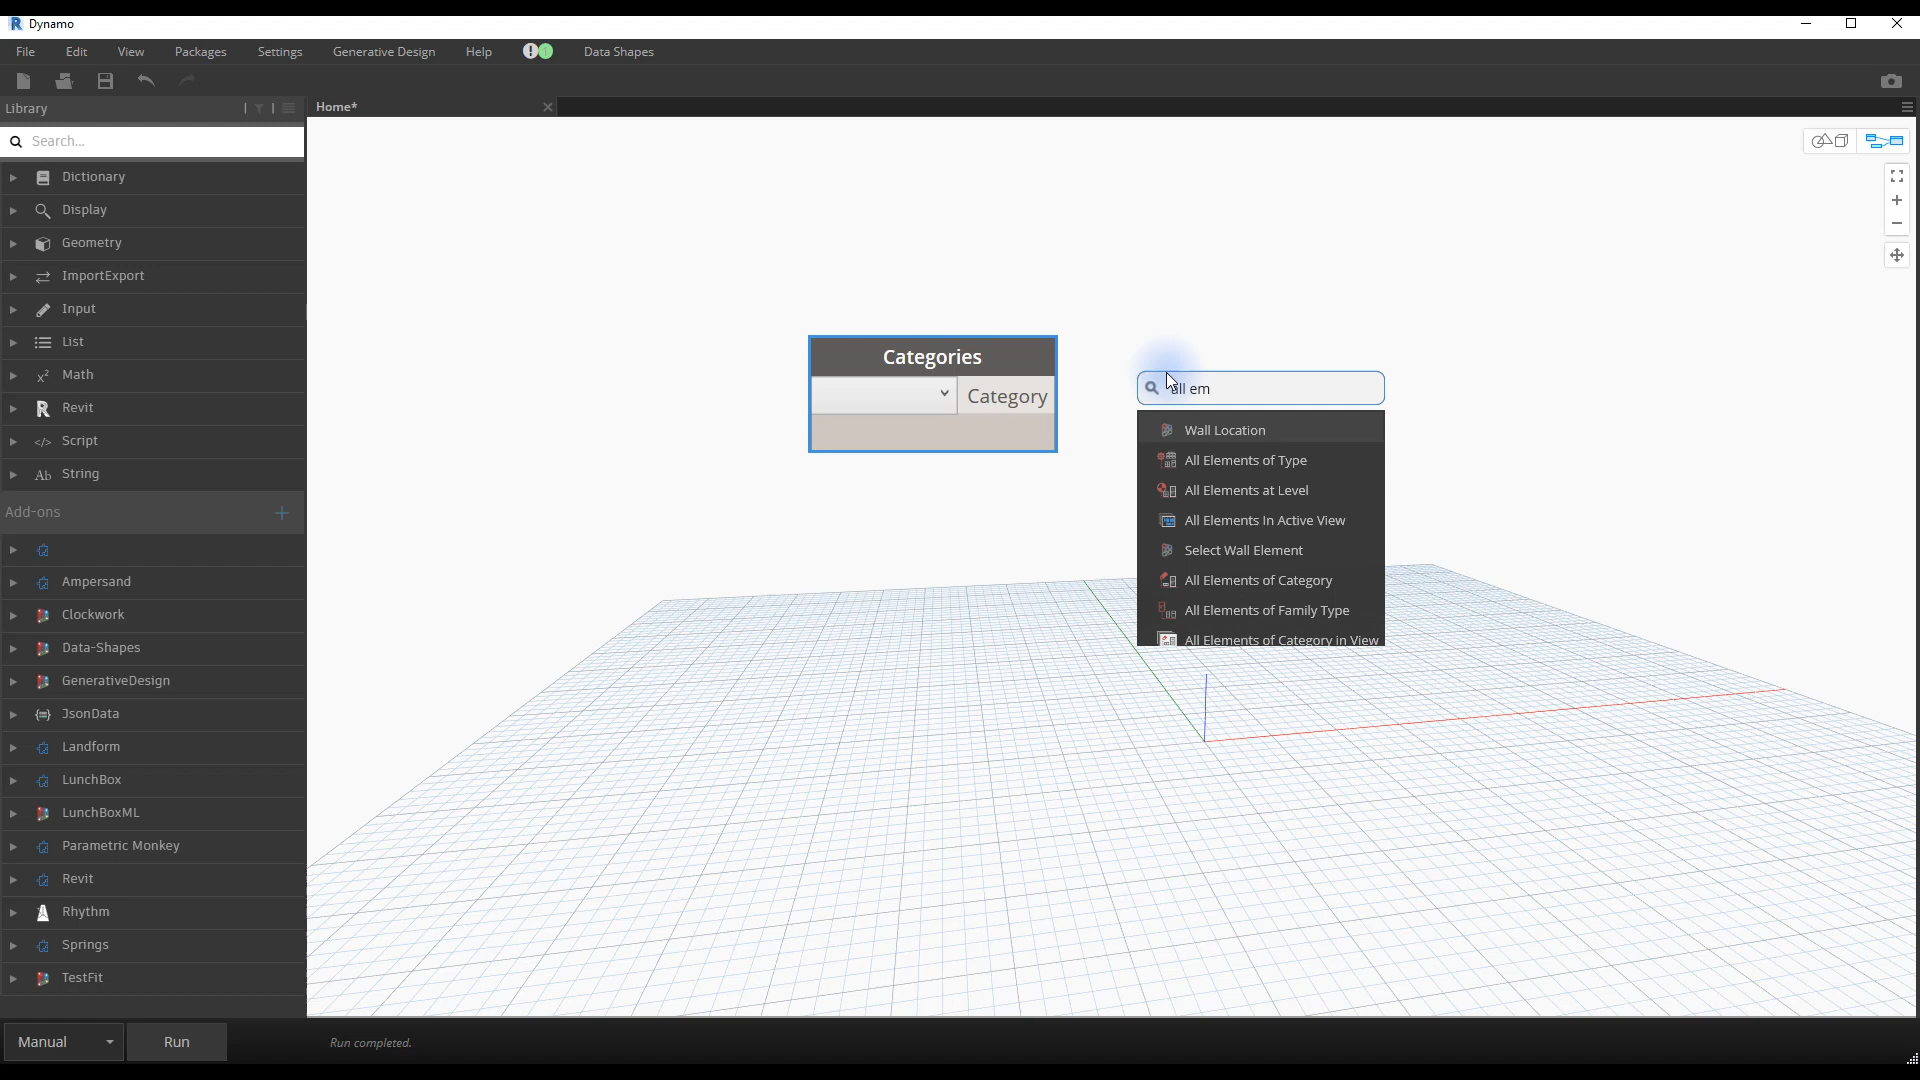 Dynamo
File Edit View Packages Settings Generative Design Help ! Data Shapes
Library
Home*
Search...
Dictionary
Display
Geometry
ImportExport
Input
List
Math
Revit
Script
String
Add-ons
Ampersand
Clockwork
Data-Shapes
GenerativeDesign
JsonData
Landform
LunchBox
LunchBoxML
Parametric Monkey
Revit
Rhythm
Springs
TestFit
Categories
Category
all em
Wall Location
All Elements of Type
All Elements at Level
All Elements In Active View
Select Wall Element
All Elements of Category
All Elements of Family Type
All Elements of Category in View
Manual Run Run completed.